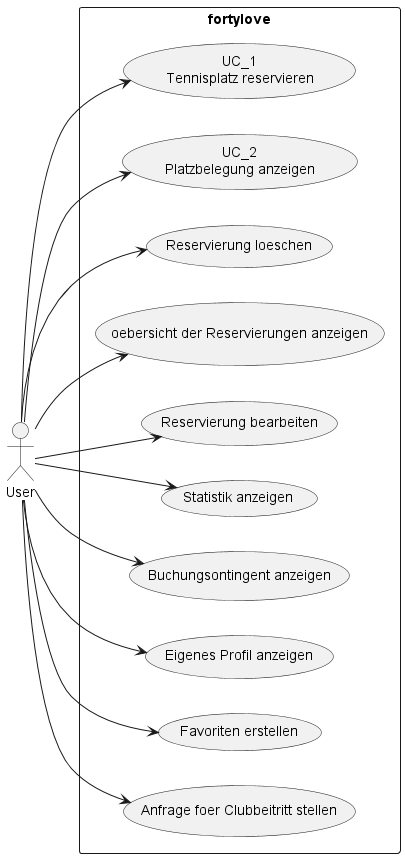 fortylove
UC_1
Tennisplatz reservieren
UC_2
Platzbelegung anzeigen
Reservierung loeschen
oebersicht der Reservierungen anzeigen
Reservierung bearbeiten
User
Statistik anzeigen
Buchungsontingent anzeigen
Eigenes Profil anzeigen
Favoriten erstellen
Anfrage foer Clubbeitritt stellen